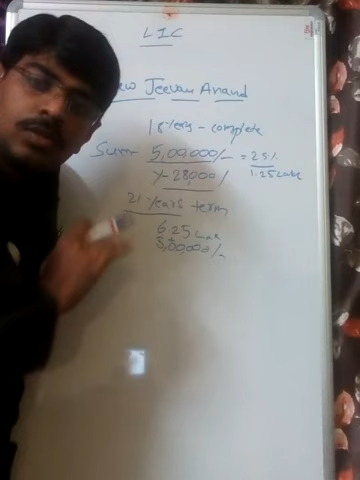 LIC
Jeevan Anand
18 years - complete
Sum 5,00,000/- = 25%
1.25 Lakh
Y- 28,000/-
21 years term
6.25 Lak
+
5,00,000/-